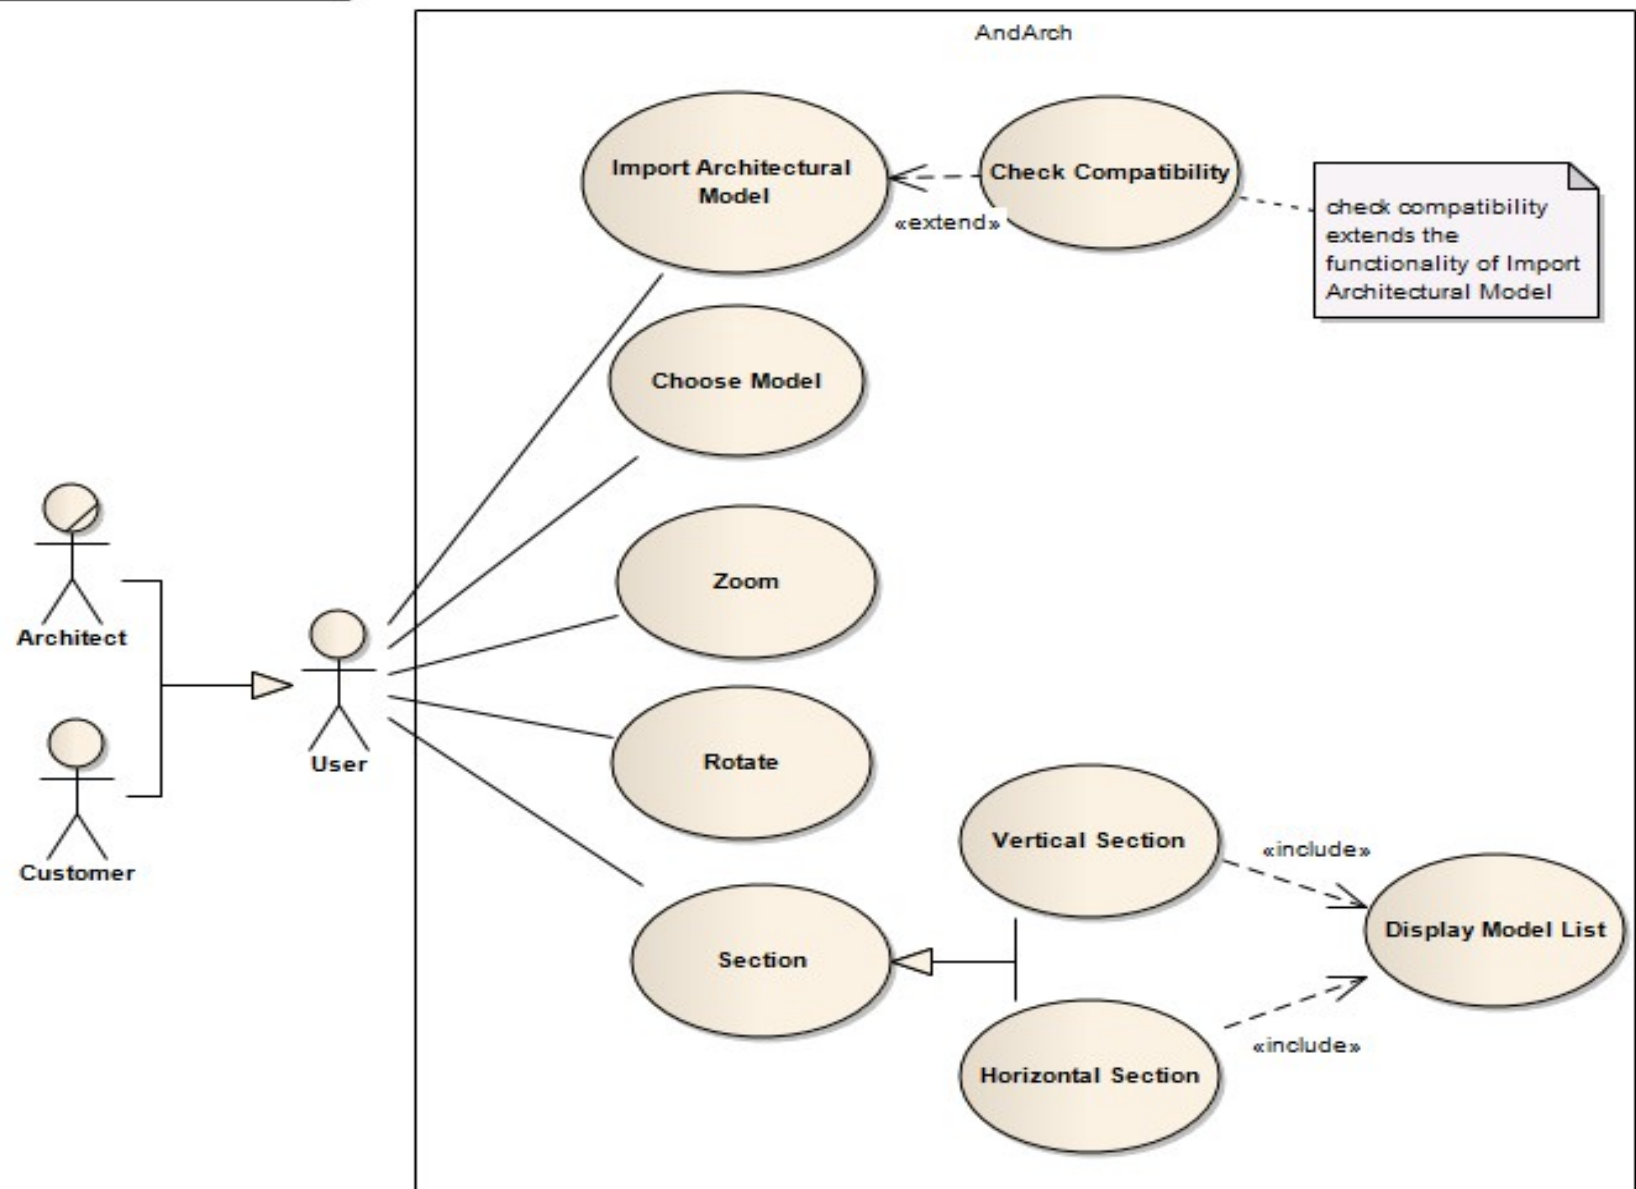 AndArch
Import Architectural
Model
Check Compatibility
«extend»
check compatibility
extends the
functionality of Import
Architectural Model
Choose Model
Zoom
Architect
User
Rotate
Customer
Vertical Section
«include»
Display Model List
Section
«include»
Horizontal Section